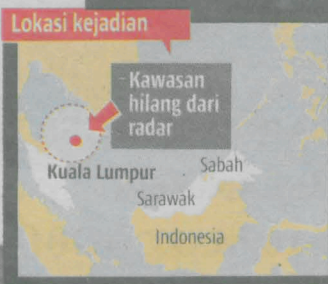 Lokasi kejadian
Kawasan
hilang dari
radar
Kuala Lumpur
Sabah
Sarawak
Indonesia